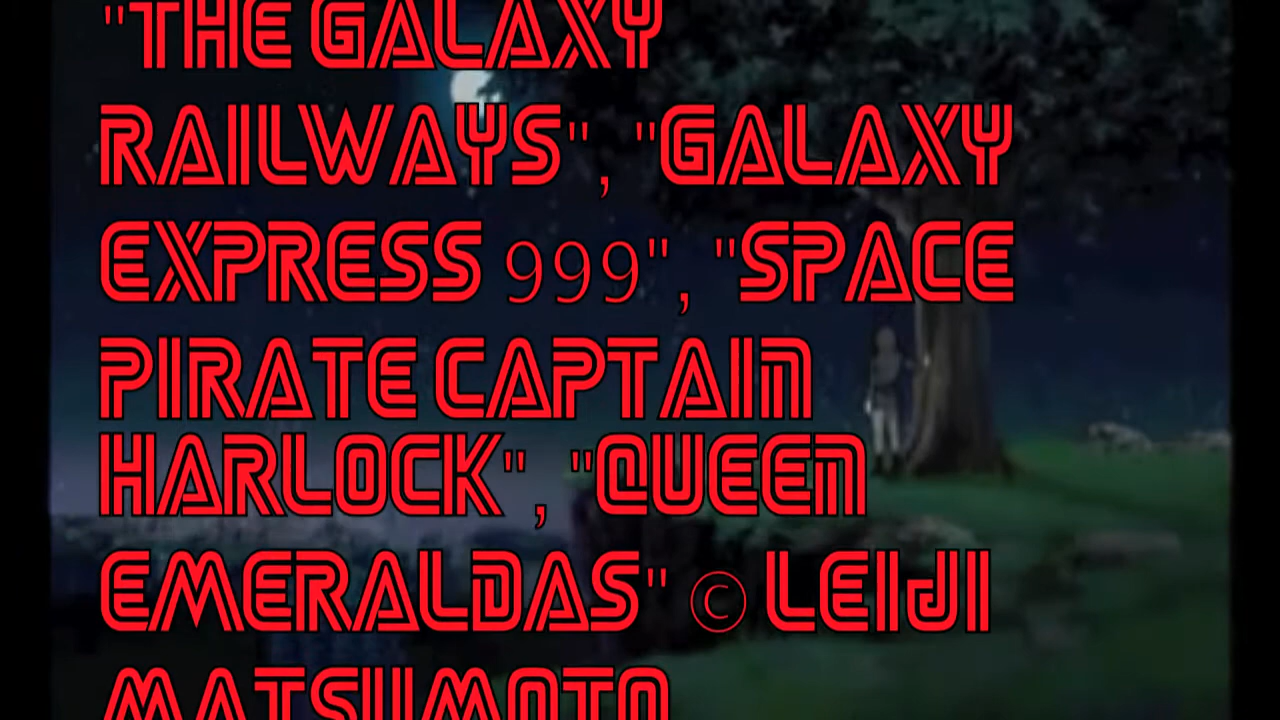 "THE GALAXY
RAILWAYS", "GALAXY
EXPRESS 999", "SPACE
PIRATE CAPTAIN
HARLOCK", "QUEEN
EMERALDAS" © LEIJI
MATSUMOTO